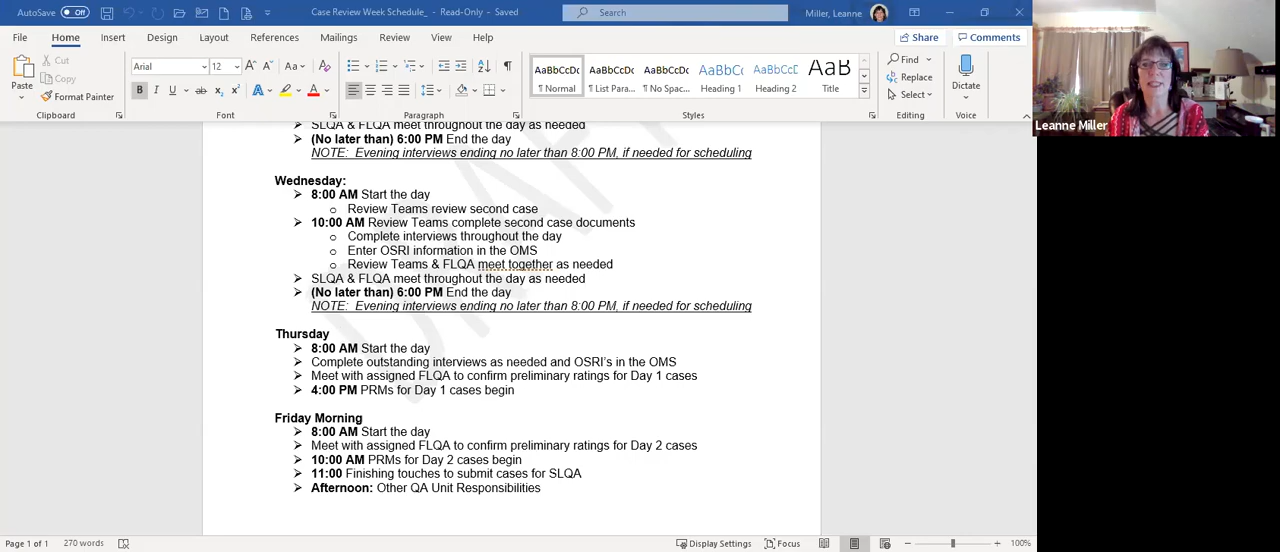 AutoSave Off Case Review Week Schedule_ - Read-Only - Saved Search Miller, Leanne
File Home Insert Design Layout References Mailings Review View Help Share Comments
Paste Cut Copy Format Painter Clipboard
Arial 12 Aa B I U ab x₂ x² A A Font
Paragraph
AaBbCcDc ¶ Normal AaBbCcDc ¶ List Para... AaBbCcDc ¶ No Spac... AaBbCc Heading 1 AaBbCcD Heading 2 AaB Title Styles
Find Replace Select Editing
Dictate Voice
Leanne Miller
SLQA & FLQA meet throughout the day as needed
(No later than) 6:00 PM End the day
NOTE: Evening interviews ending no later than 8:00 PM, if needed for scheduling
Wednesday:
8:00 AM Start the day
Review Teams review second case
10:00 AM Review Teams complete second case documents
Complete interviews throughout the day
Enter OSRI information in the OMS
Review Teams & FLQA meet together as needed
SLQA & FLQA meet throughout the day as needed
(No later than) 6:00 PM End the day
NOTE: Evening interviews ending no later than 8:00 PM, if needed for scheduling
Thursday
8:00 AM Start the day
Complete outstanding interviews as needed and OSRI's in the OMS
Meet with assigned FLQA to confirm preliminary ratings for Day 1 cases
4:00 PM PRMs for Day 1 cases begin
Friday Morning
8:00 AM Start the day
Meet with assigned FLQA to confirm preliminary ratings for Day 2 cases
10:00 AM PRMs for Day 2 cases begin
11:00 Finishing touches to submit cases for SLQA
Afternoon: Other QA Unit Responsibilities
Page 1 of 1 270 words Display Settings Focus 100%